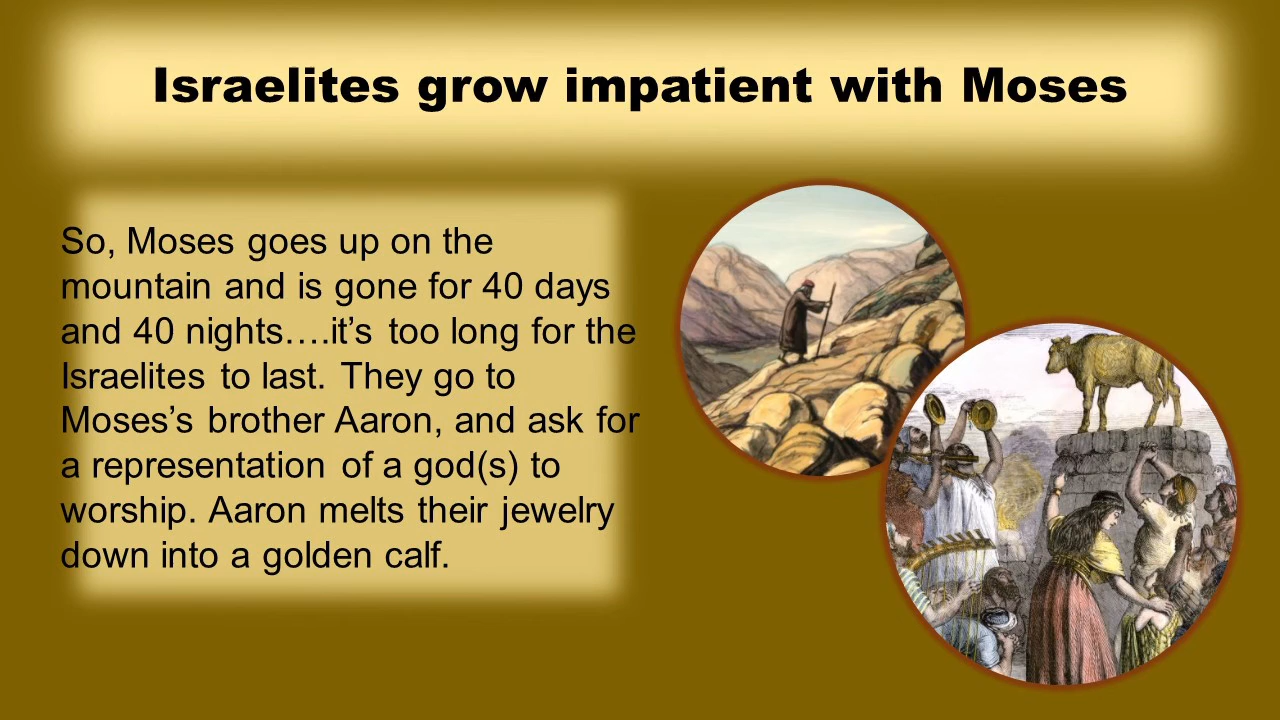 Israelites grow impatient with Moses
So, Moses goes up on the
mountain and is gone for 40 days
and 40 nights….it’s too long for the
Israelites to last. They go to
Moses’s brother Aaron, and ask for
a representation of a god(s) to
worship. Aaron melts their jewelry
down into a golden calf.